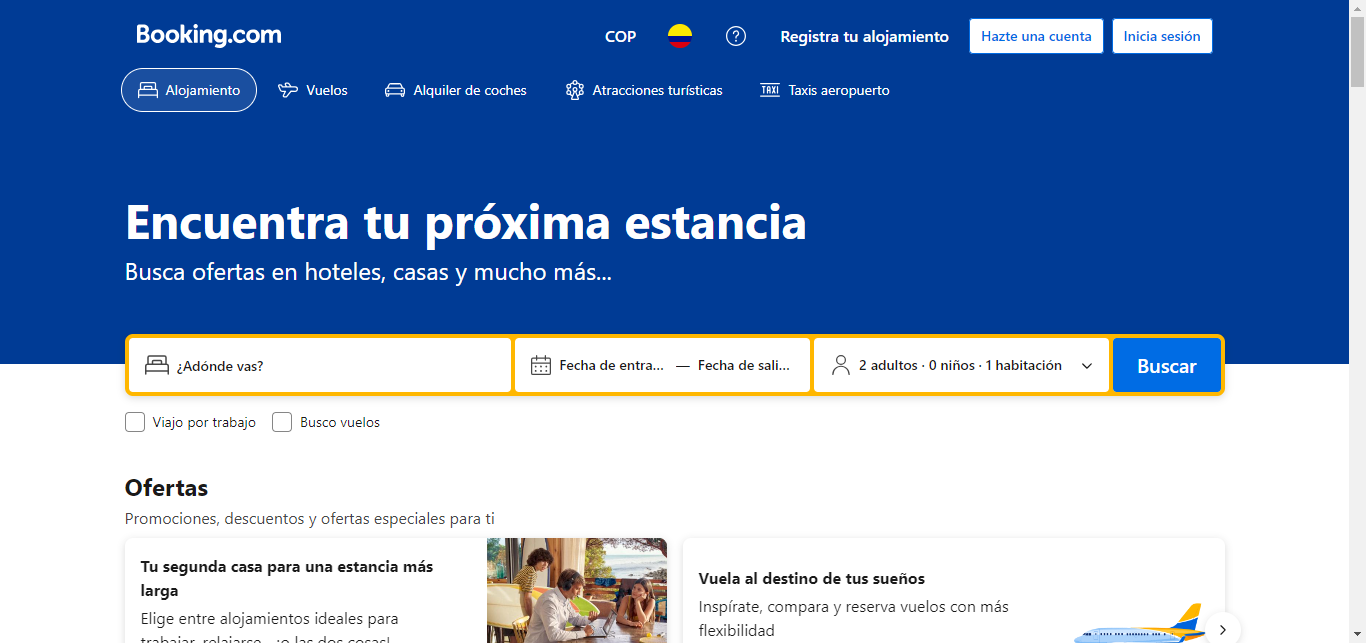 Booking.com
COP
Registra tu alojamiento
Hazte una cuenta
Inicia sesión
Alojamiento
Vuelos
Alquiler de coches
Atracciones turísticas
TAXI
Taxis aeropuerto
Encuentra tu próxima estancia
Busca ofertas en hoteles, casas y mucho más...
¿Adónde vas?
Fecha de entra... — Fecha de sali...
2 adultos · 0 niños · 1 habitación
Buscar
Viajo por trabajo
Busco vuelos
Ofertas
Promociones, descuentos y ofertas especiales para ti
Tu segunda casa para una estancia más
larga
Elige entre alojamientos ideales para
trabajar, relajarse... ¡o las dos cosas!
Vuela al destino de tus sueños
Inspírate, compara y reserva vuelos con más
flexibilidad